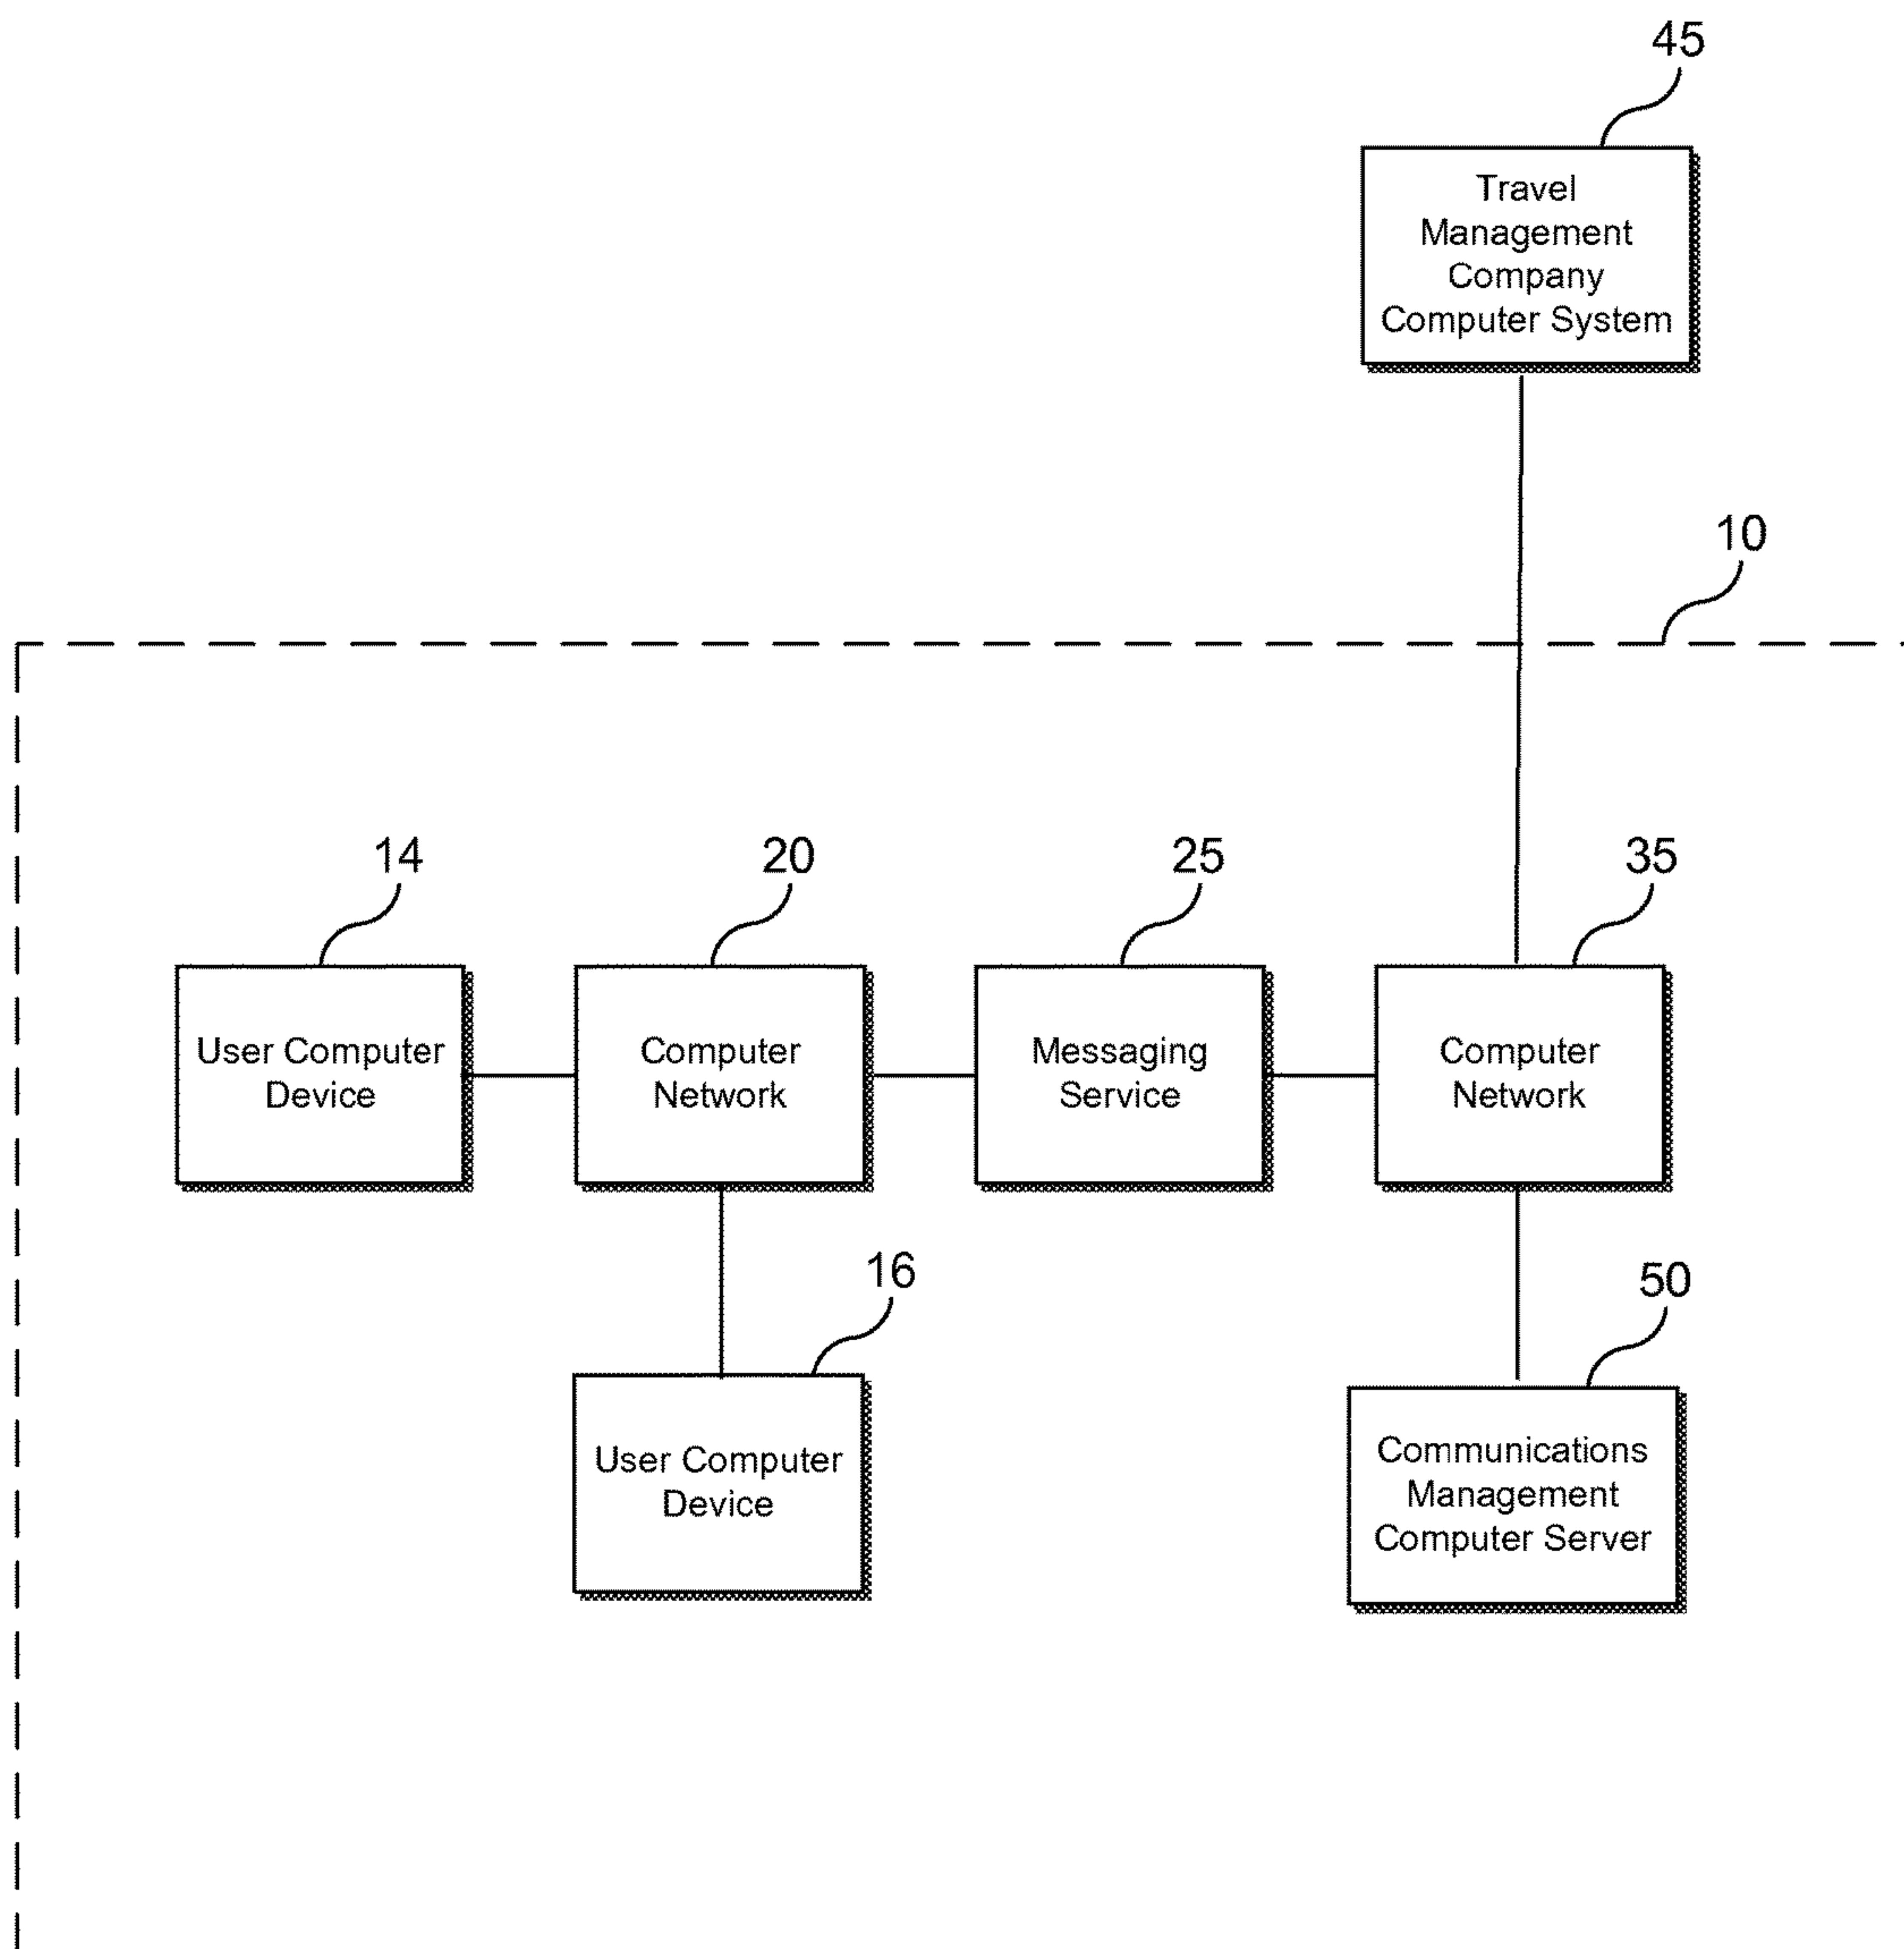 45
Travel
Management
Company
Computer System
10
14
20
25
35
User Computer
Device
Computer
Network
Messaging
Service
Computer
Network
16
50
User Computer
Device
Communications
Management
Computer Server